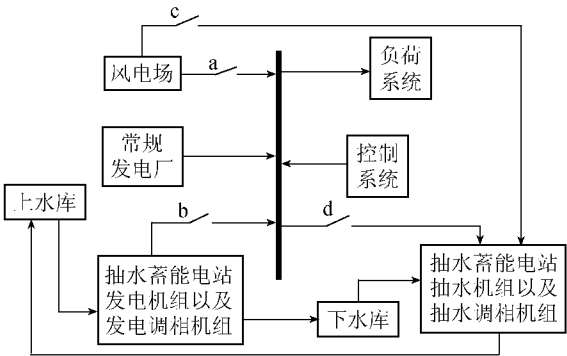 c
风电场
a
负荷
系统
常规
发电厂
控制
系统
上水库
b
d
抽水蓄能电站
发电机组以及
发电调相机组
下水库
抽水蓄能电站
抽水机组以及
抽水调相机组